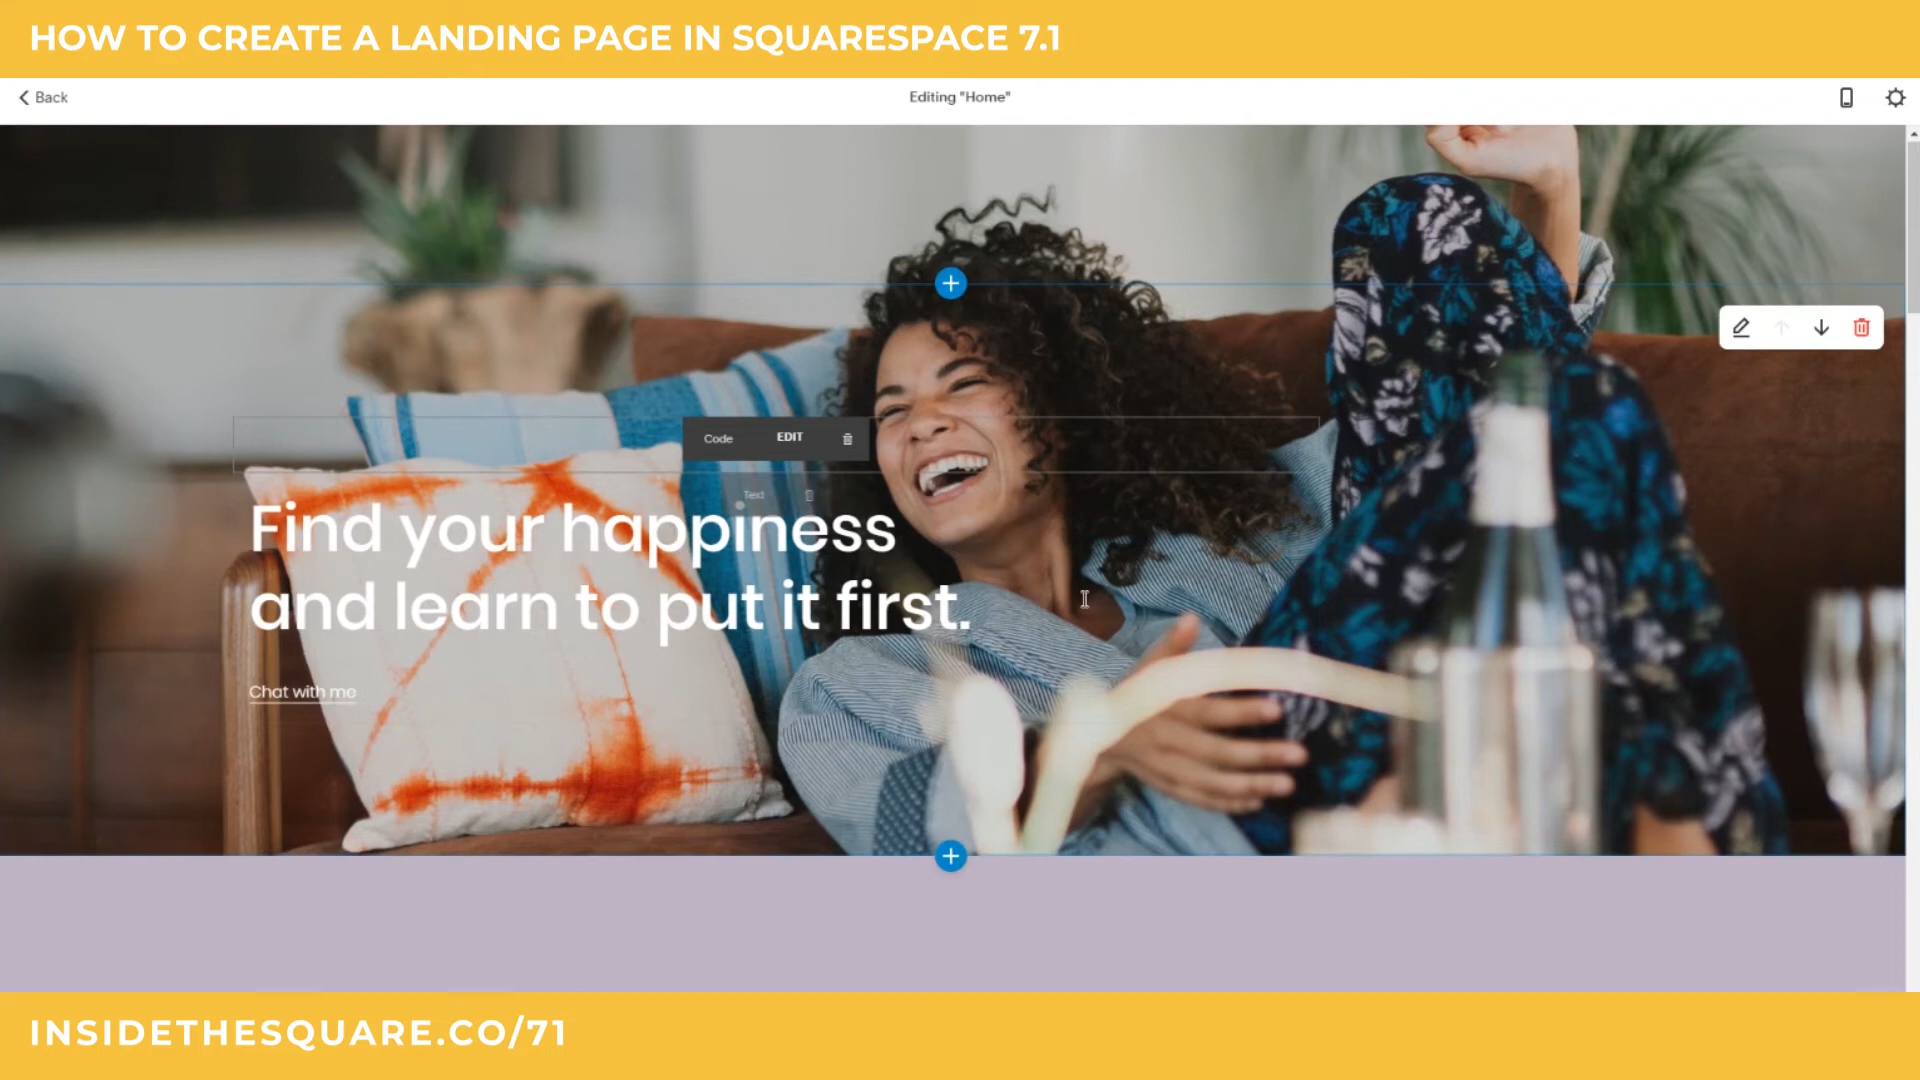 HOW TO CREATE A LANDING PAGE IN SQUARESPACE 7.1
Back
Editing "Home"
Code
EDIT
Text
Find your happiness
and learn to put it first.
Chat with me
INSIDETHESQUARE.CO/71